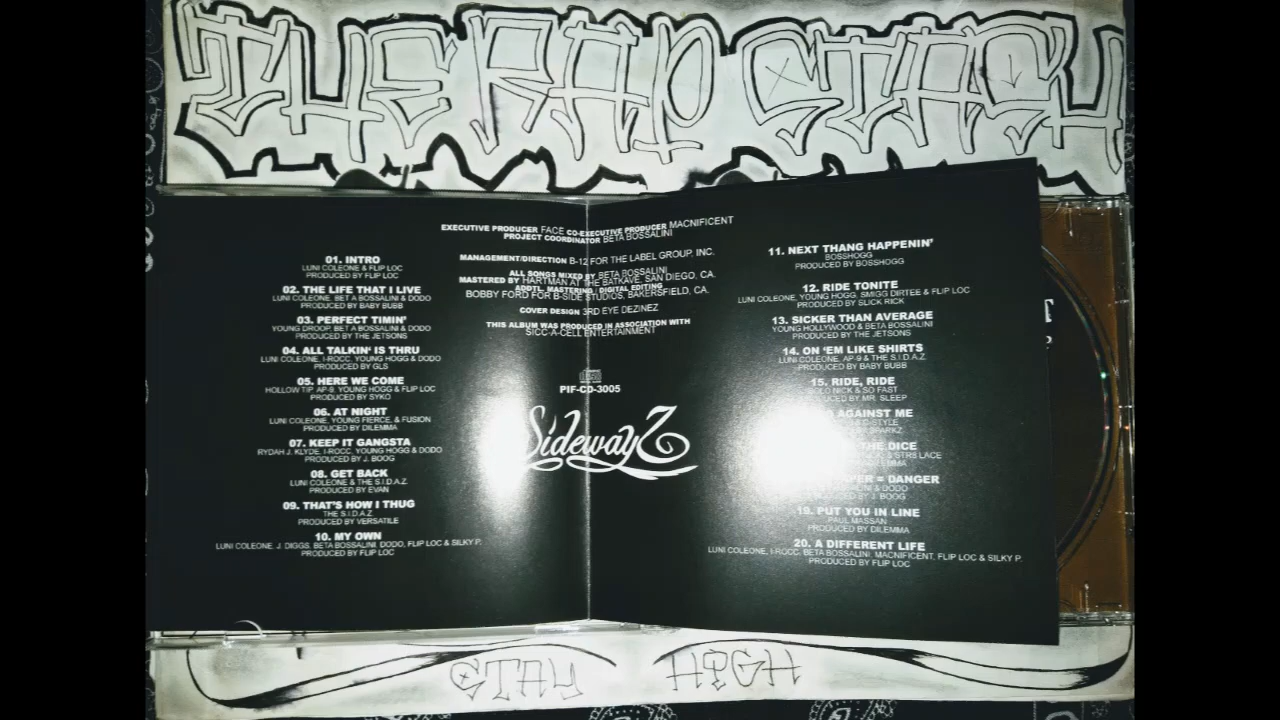 THE RAP STASH
EXECUTIVE PRODUCER FACE CO-EXECUTIVE PRODUCER MACNIFICENT
PROJECT COORDINATOR BETA BOSSALINI
MANAGEMENT/DIRECTION B-12 FOR THE LABEL GROUP, INC.
ALL SONGS MIXED BY BETA BOSSALINI
MASTERED BY HARTMAN AT THE BATKAVE, SAN DIEGO, CA.
ADDTL. MASTERING / DIGITAL EDITING
BOBBY FORD FOR B-SIDE STUDIOS, BAKERSFIELD, CA.
COVER DESIGN 3RD EYE DEZINEZ
THIS ALBUM WAS PRODUCED IN ASSOCIATION WITH
SICC-A-CELL ENTERTAINMENT
PIF-CD-3005
SidewayZ
01. INTRO
LUNI COLEONE & FLIP LOC
PRODUCED BY FLIP LOC
02. THE LIFE THAT I LIVE
LUNI COLEONE, BET A BOSSALINI & DODO
PRODUCED BY BABY BUBB
03. PERFECT TIMIN'
YOUNG DROOP, BET A BOSSALINI & DODO
PRODUCED BY THE JETSONS
04. ALL TALKIN' IS THRU
LUNI COLEONE, I-ROCC, YOUNG HOGG & DODO
PRODUCED BY GLS
05. HERE WE COME
HOLLOW TIP, AP-9, YOUNG HOGG & FLIP LOC
PRODUCED BY SYKO
06. AT NIGHT
LUNI COLEONE, YOUNG FIERCE, & FUSION
PRODUCED BY DILEMMA
07. KEEP IT GANGSTA
RYDAH J. KLYDE, I-ROCC, YOUNG HOGG & DODO
PRODUCED BY J. BOOG
08. GET BACK
LUNI COLEONE & THE S.I.D.A.Z.
PRODUCED BY EVAN
09. THAT'S HOW I THUG
THE S.I.D.A.Z.
PRODUCED BY VERSATILE
10. MY OWN
LUNI COLEONE, J. DIGGS, BETA BOSSALINI, DODO, FLIP LOC & SILKY P.
PRODUCED BY FLIP LOC
11. NEXT THANG HAPPENIN'
BOSSHOGG
PRODUCED BY BOSSHOGG
12. RIDE TONITE
LUNI COLEONE, YOUNG HOGG, SMIGG DIRTEE & FLIP LOC
PRODUCED BY SLICK RICK
13. SICKER THAN AVERAGE
YOUNG HOLLYWOOD & BETA BOSSALINI
PRODUCED BY THE JETSONS
14. ON 'EM LIKE SHIRTS
LUNI COLEONE, AP-9 & THE S.I.D.A.Z.
PRODUCED BY BABY BUBB
15. RIDE, RIDE
NICK & SO FAST
PRODUCED BY MR. SLEEP
AGAINST ME
THE DICE
& STR8 LACE
= DANGER
& DODO
BY J. BOOG
19. PUT YOU IN LINE
PAUL MASSAN
PRODUCED BY DILEMMA
20. A DIFFERENT LIFE
LUNI COLEONE, I-ROCC, BETA BOSSALINI, MACNIFICENT, FLIP LOC & SILKY P.
PRODUCED BY FLIP LOC
STAY HIGH